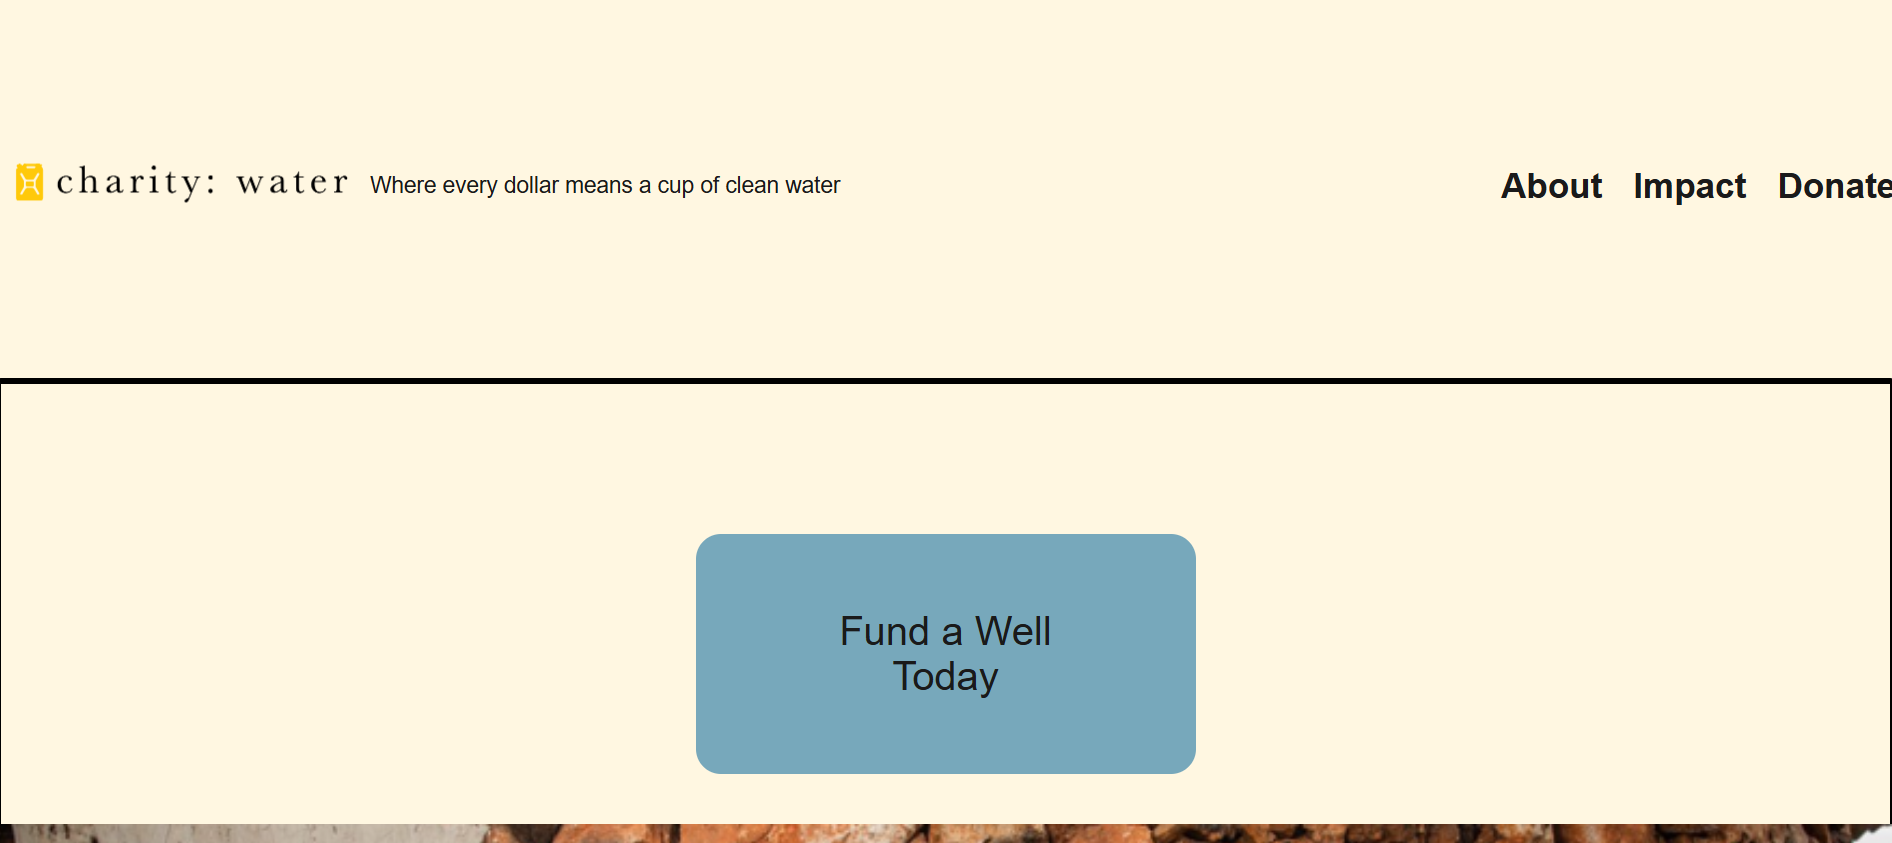 charity: water
Where every dollar means a cup of clean water
About
Impact
Donate
Fund a Well
Today